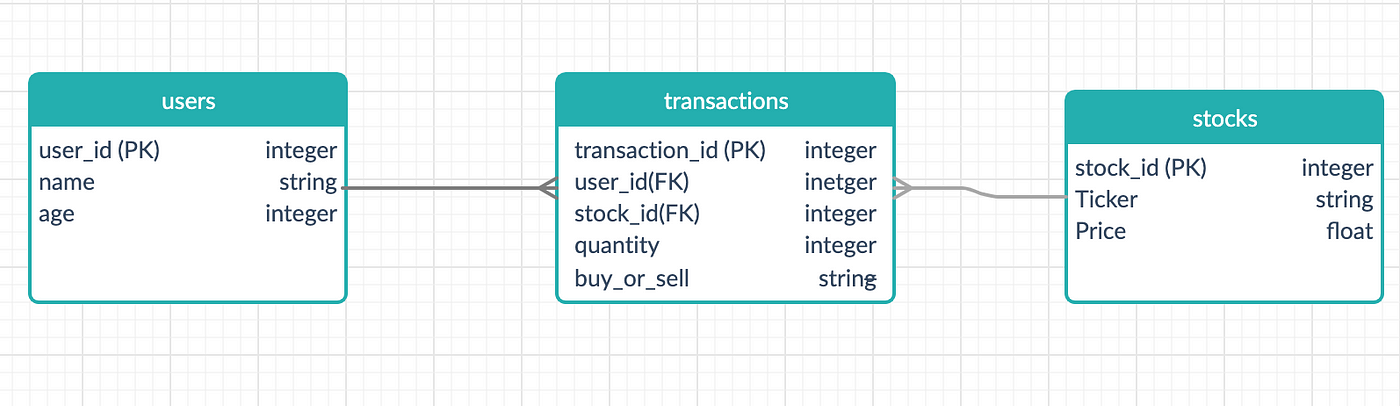 users
user_id (PK) integer
name string
age integer
transactions
transaction_id (PK) integer
user_id(FK) inetger
stock_id(FK) integer
quantity integer
buy_or_sell string
stocks
stock_id (PK) integer
Ticker string
Price float